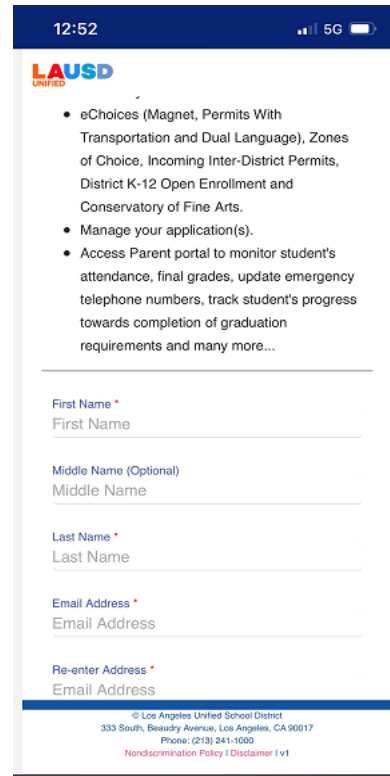 12:52
5G
LAUSD
UNIFIED
• eChoices (Magnet, Permits With
Transportation and Dual Language), Zones
of Choice, Incoming Inter-District Permits,
District K-12 Open Enrollment and
Conservatory of Fine Arts.
• Manage your application(s).
• Access Parent portal to monitor student's
attendance, final grades, update emergency
telephone numbers, track student's progress
towards completion of graduation
requirements and many more...
First Name *
First Name
Middle Name (Optional)
Middle Name
Last Name *
Last Name
Email Address *
Email Address
Re-enter Address *
Email Address
© Los Angeles Unified School District
333 South, Beaudry Avenue, Los Angeles, CA 90017
Phone: (213) 241-1000
Nondiscrimination Policy | Disclaimer | v1